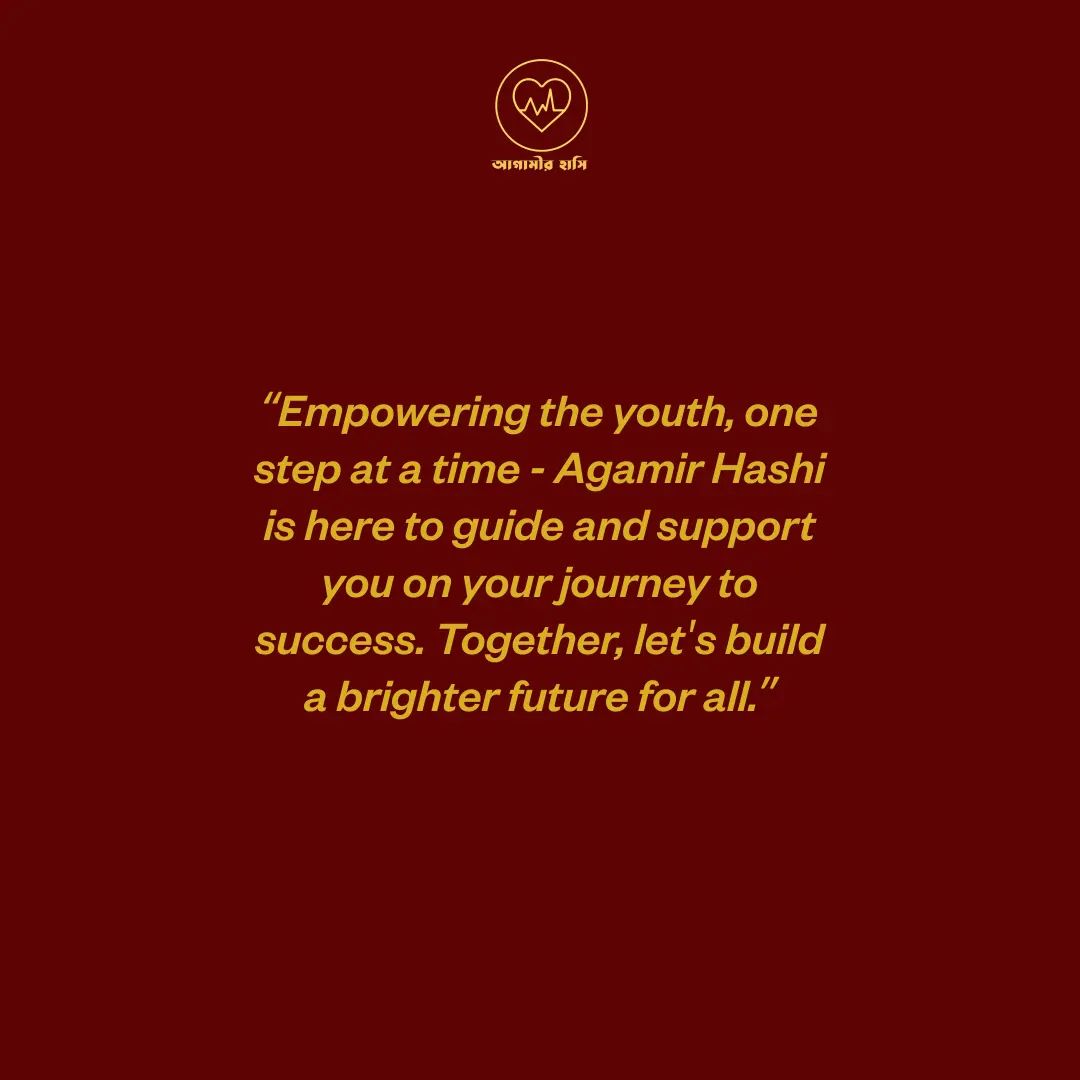 আগামীর হাসি
“Empowering the youth, one
step at a time - Agamir Hashi
is here to guide and support
you on your journey to
success. Together, let's build
a brighter future for all.”